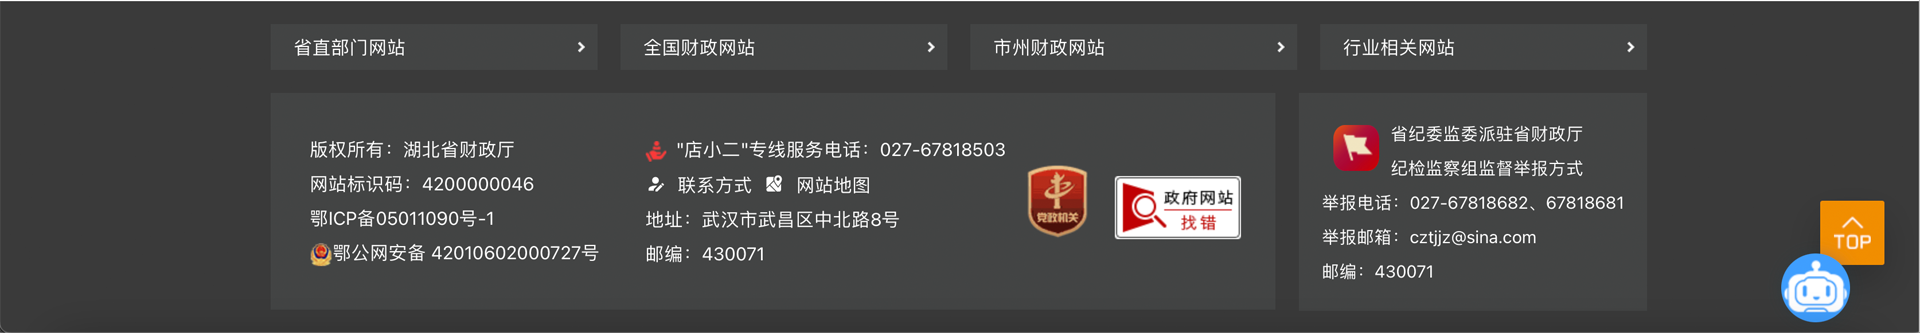 省直部门网站
全国财政网站
市州财政网站
行业相关网站
版权所有：湖北省财政厅
网站标识码：4200000046
鄂ICP备05011090号-1
鄂公网安备 42010602000727号
"店小二"专线服务电话：027-67818503
联系方式 网站地图
地址：武汉市武昌区中北路8号
邮编：430071
党政机关
政府网站
找错
省纪委监委派驻省财政厅
纪检监察组监督举报方式
举报电话：027-67818682、67818681
举报邮箱：cztjjz@sina.com
邮编：430071
TOP